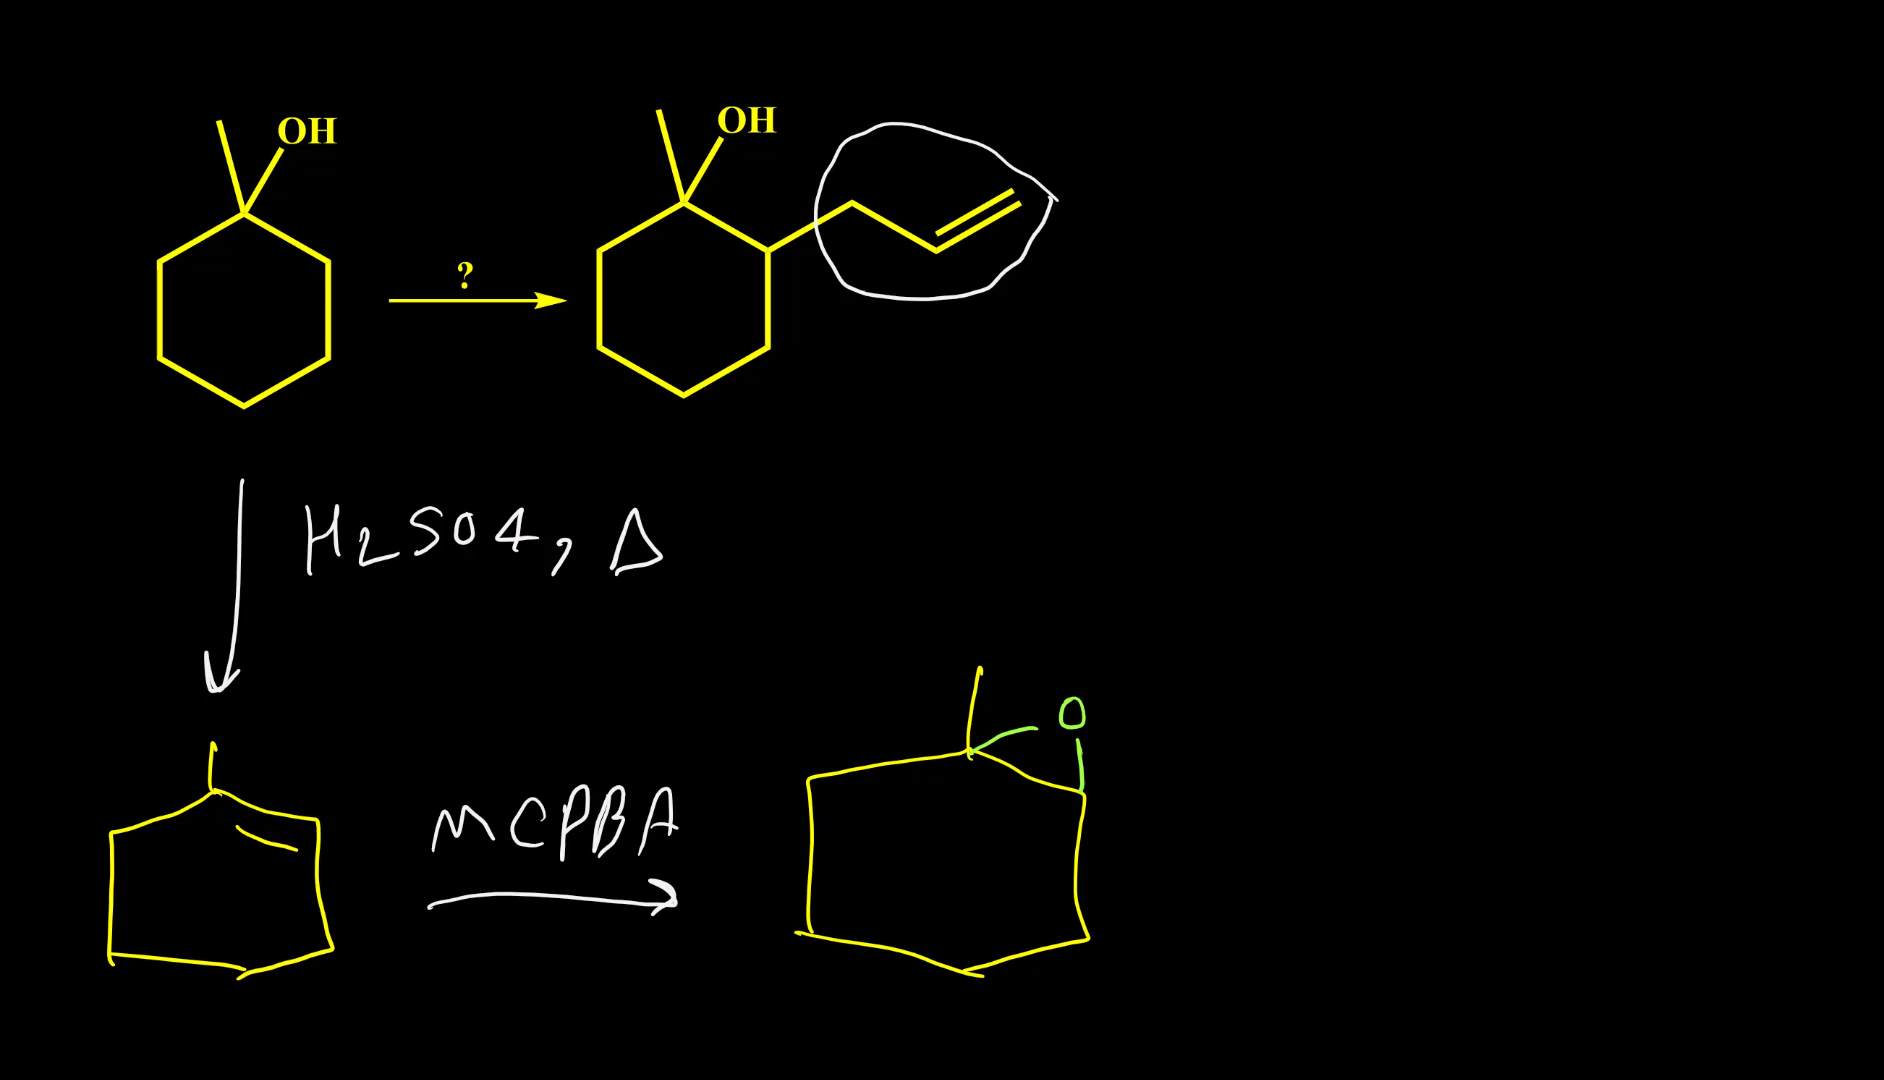 OH
OH
?
H2SO4, Δ
O
MCPBA